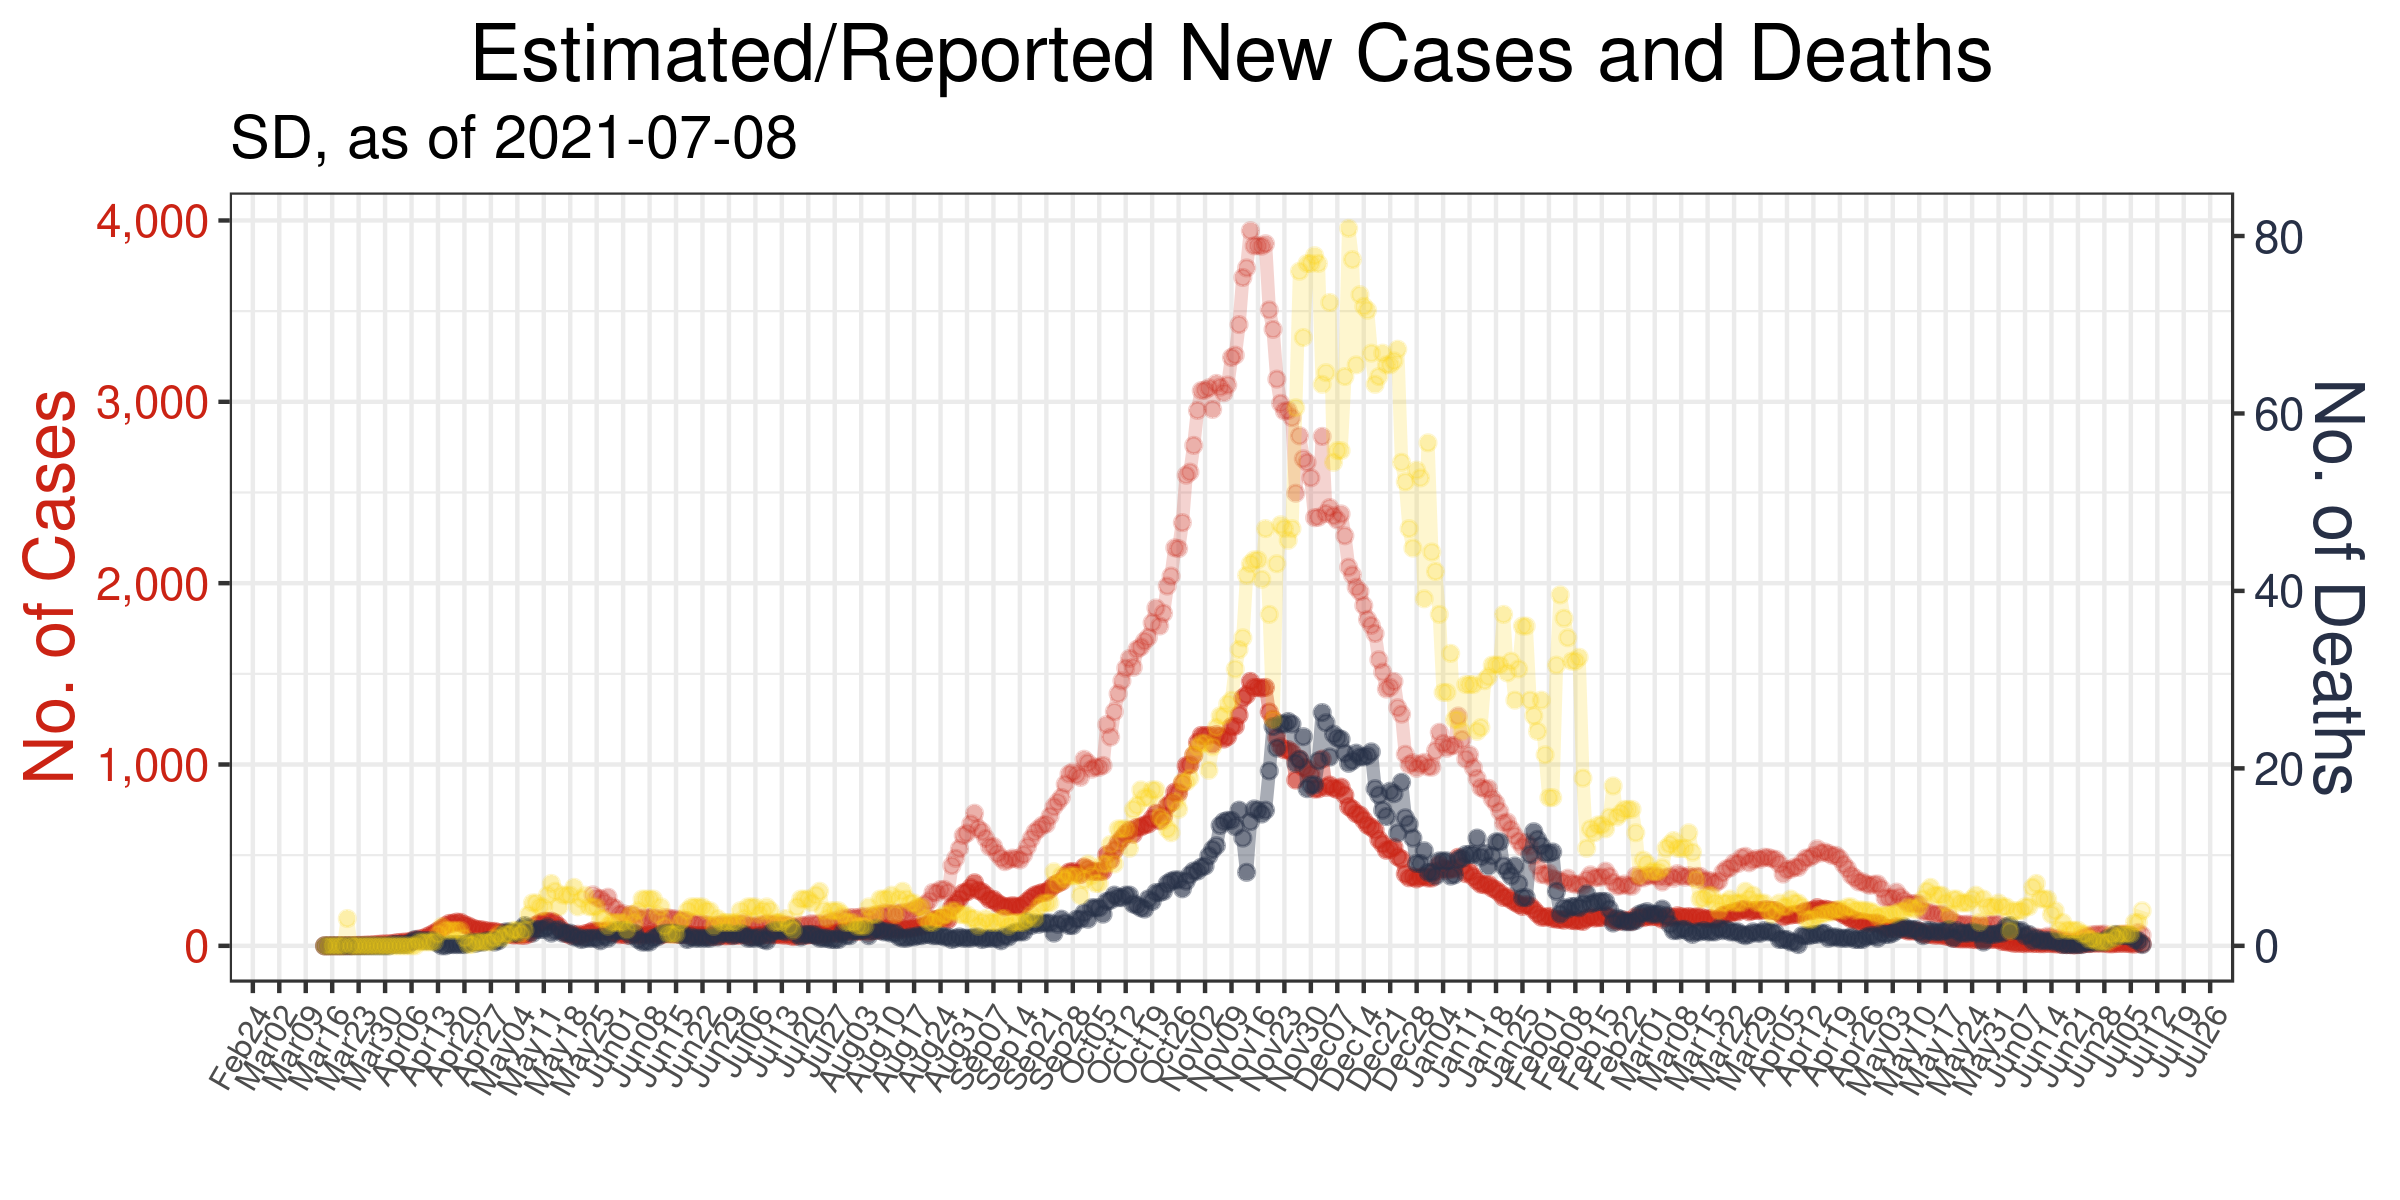 Estimated/Reported New Cases and Deaths
SD, as of 2021-07-08
No. of Cases
4,000
3,000
2,000
1,000
0
80
60
40
20
0
No. of Deaths
Feb24
Mar02
Mar09
Mar16
Mar23
Mar30
Apr06
Apr13
Apr20
Apr27
May04
May11
May18
May25
Jun01
Jun08
Jun15
Jun22
Jun29
Jul06
Jul13
Jul20
Jul27
Aug03
Aug10
Aug17
Aug24
Aug31
Sep07
Sep14
Sep21
Sep28
Oct05
Oct12
Oct19
Oct26
Nov02
Nov09
Nov16
Nov23
Nov30
Dec07
Dec14
Dec21
Dec28
Jan04
Jan11
Jan18
Jan25
Feb01
Feb08
Feb15
Feb22
Mar01
Mar08
Mar15
Mar22
Mar29
Apr05
Apr12
Apr19
Apr26
May03
May10
May17
May24
May31
Jun07
Jun14
Jun21
Jun28
Jul05
Jul12
Jul19
Jul26